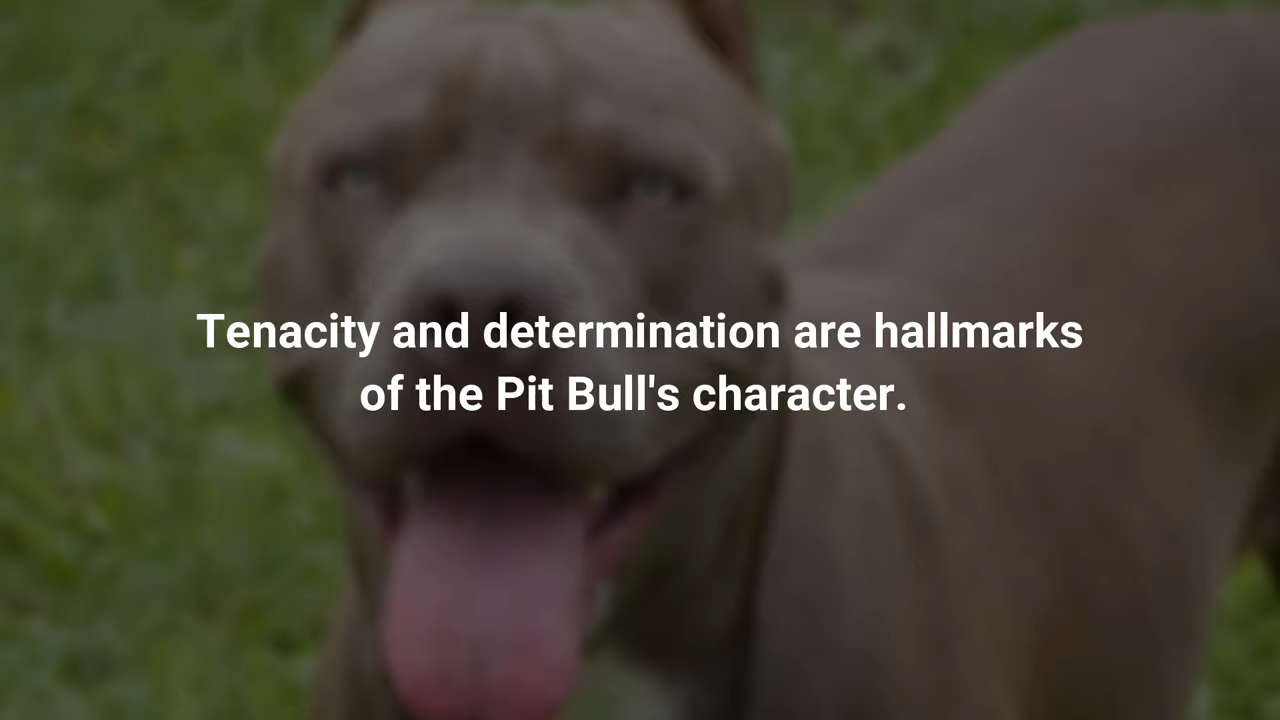 Tenacity and determination are hallmarks
of the Pit Bull's character.